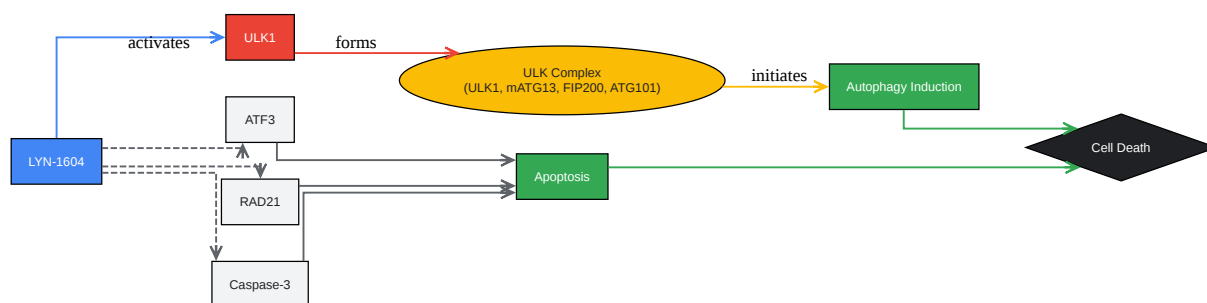 activates
ULK1
forms
ULK Complex
(ULK1, mATG13, FIP200, ATG101)
initiates
Autophagy Induction
ATF3
LYN-1604
Cell Death
Apoptosis
RAD21
Caspase-3